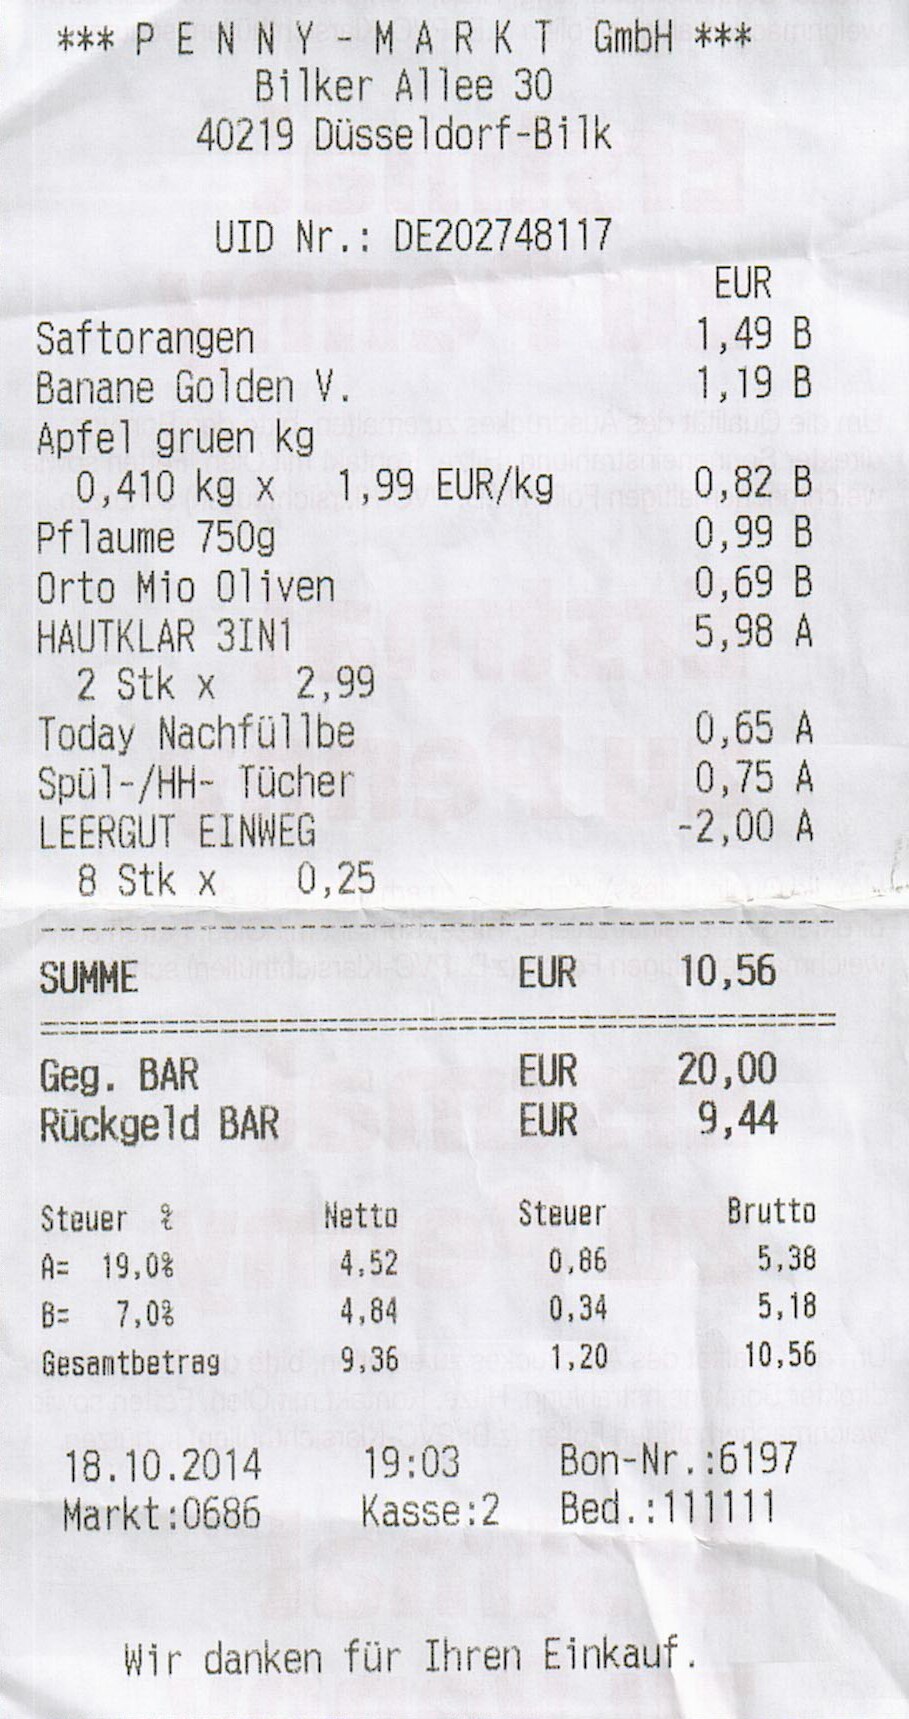 *** P E N N Y - M A R K T GmbH ***
Bilker Allee 30
40219 Düsseldorf-Bilk
UID Nr.: DE202748117
EUR
Saftorangen 1,49 B
Banane Golden V. 1,19 B
Apfel gruen kg
0,410 kg x 1,99 EUR/kg 0,82 B
Pflaume 750g 0,99 B
Orto Mio Oliven 0,69 B
HAUTKLAR 3IN1 5,98 A
2 Stk x 2,99
Today Nachfüllbe 0,65 A
Spül-/HH- Tücher 0,75 A
LEERGUT EINWEG -2,00 A
8 Stk x 0,25
SUMME EUR 10,56
Geg. BAR EUR 20,00
Rückgeld BAR EUR 9,44
Steuer % Netto Steuer Brutto
A= 19,0% 4,52 0,86 5,38
B= 7,0% 4,84 0,34 5,18
Gesamtbetrag 9,36 1,20 10,56
18.10.2014 19:03 Bon-Nr.:6197
Markt:0686 Kasse:2 Bed.:111111
Wir danken für Ihren Einkauf.